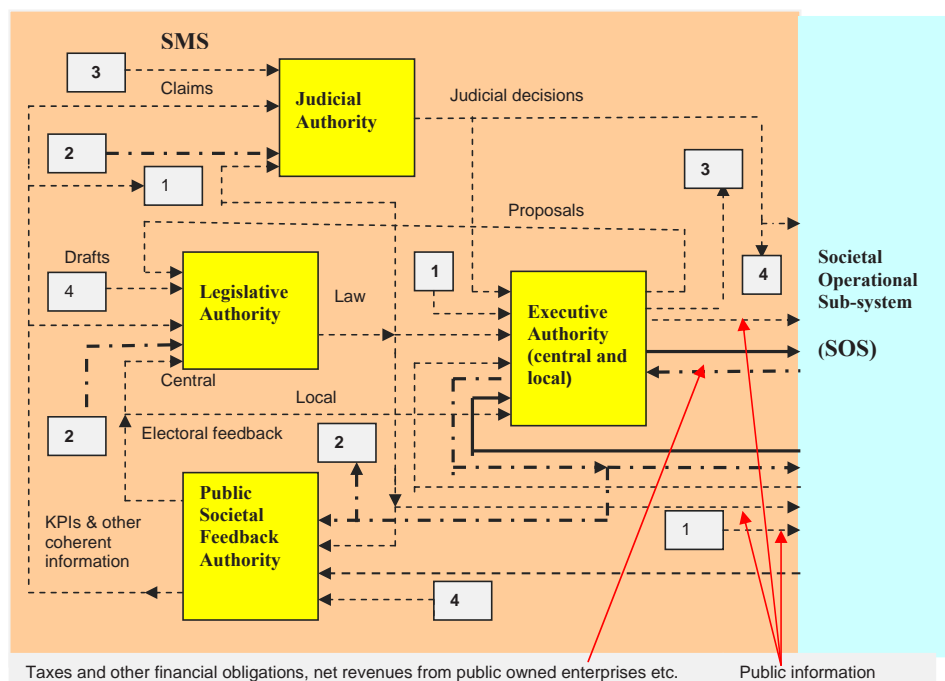 SMS
3
Claims
Judicial
Authority
Judicial decisions
2
1
3
Proposals
Drafts
4
Legislative
Authority
Law
1
Executive
Authority
(central and
local)
4
Societal
Operational
Sub-system
(SOS)
Central
Local
2
Electoral feedback
2
KPIs & other
coherent
information
Public
Societal
Feedback
Authority
1
4
Taxes and other financial obligations, net revenues from public owned enterprises etc.
Public information